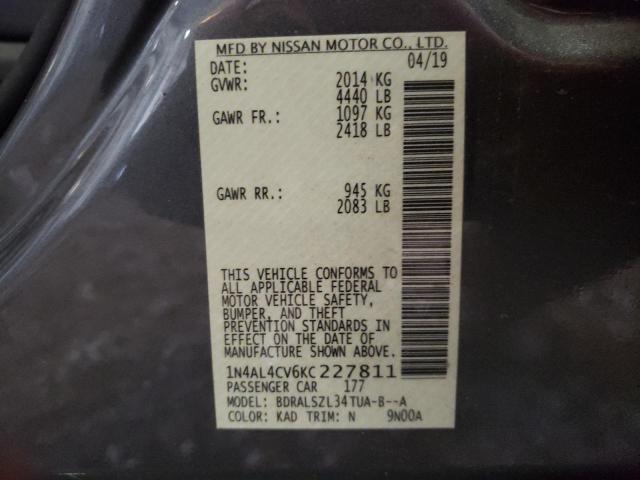 MFD BY NISSAN MOTOR CO., LTD.
DATE: 04/19
GVWR: 2014 KG
4440 LB
GAWR FR.: 1097 KG
2418 LB
GAWR RR.: 945 KG
2083 LB
THIS VEHICLE CONFORMS TO
ALL APPLICABLE FEDERAL
MOTOR VEHICLE SAFETY,
BUMPER, AND THEFT
PREVENTION STANDARDS IN
EFFECT ON THE DATE OF
MANUFACTURE SHOWN ABOVE.
1N4AL4CV6KC227811
PASSENGER CAR 177
MODEL: BDRALSZL34TUA-B--A
COLOR: KAD TRIM: N 9N00A